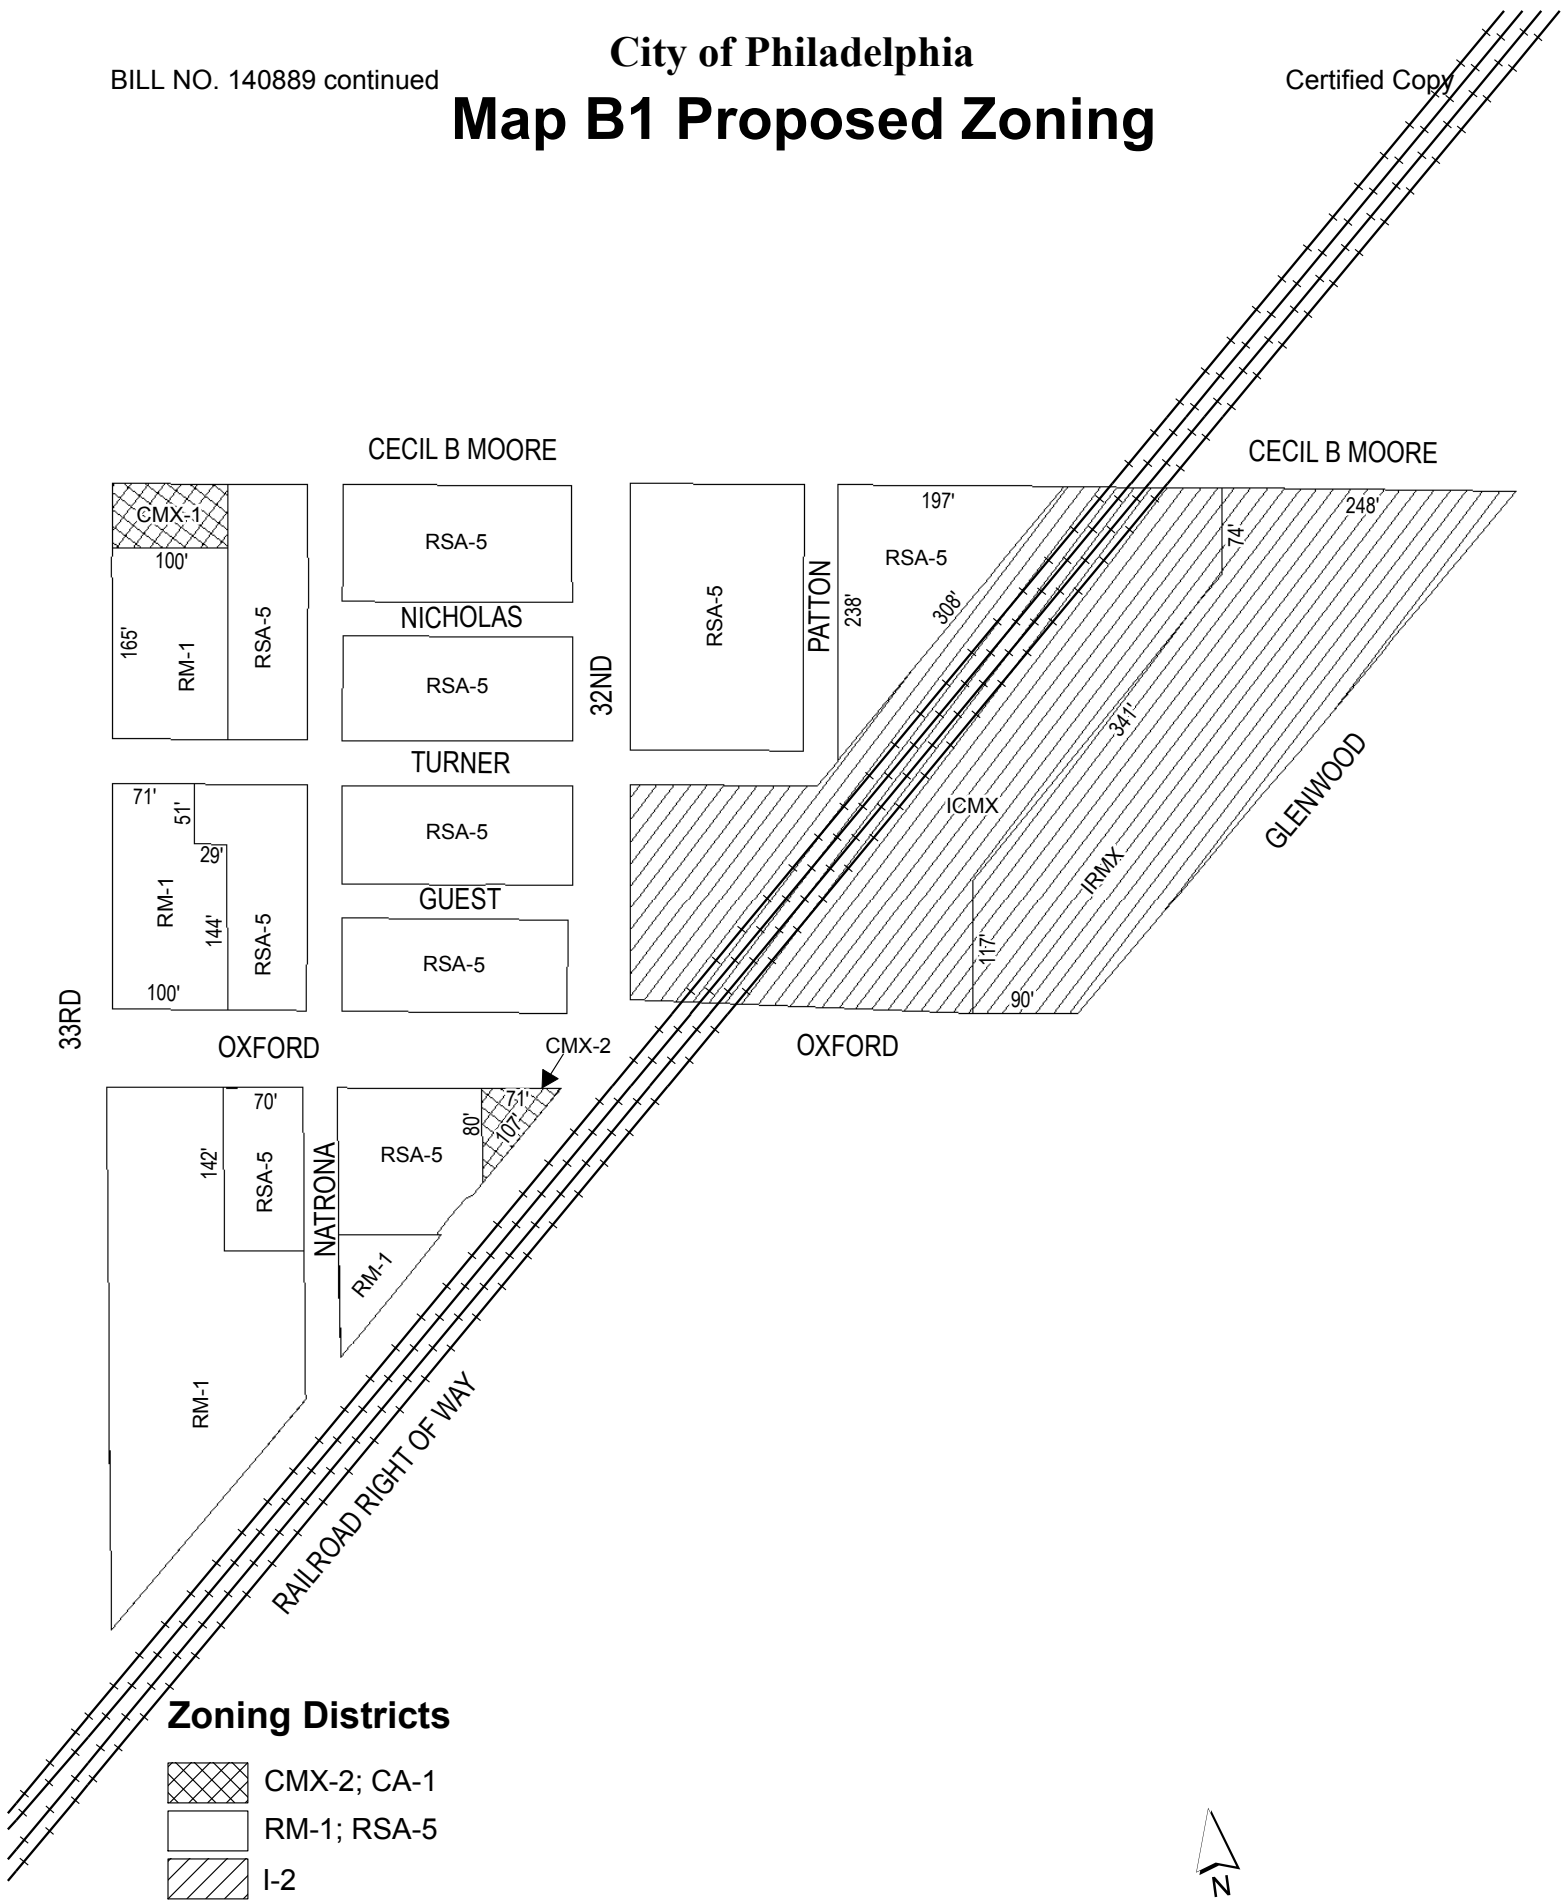 City of Philadelphia
BILL NO. 140889 continued
Certified Copy
Map B1 Proposed Zoning
CECIL B MOORE
CECIL B MOORE
CMX-1
100'
165'
RM-1
RSA-5
RSA-5
NICHOLAS
RSA-5
32ND
RSA-5
PATTON
197'
RSA-5
238'
308'
74'
248'
341'
GLENWOOD
TURNER
71'
51'
29'
RM-1
144'
RSA-5
100'
RSA-5
GUEST
RSA-5
ICMX
IRMX
117'
90'
33RD
OXFORD
CMX-2
OXFORD
70'
142'
RSA-5
NATRONA
RSA-5
80'
71'
107'
RM-1
RM-1
RAILROAD RIGHT OF WAY
Zoning Districts
CMX-2; CA-1
RM-1; RSA-5
I-2
N